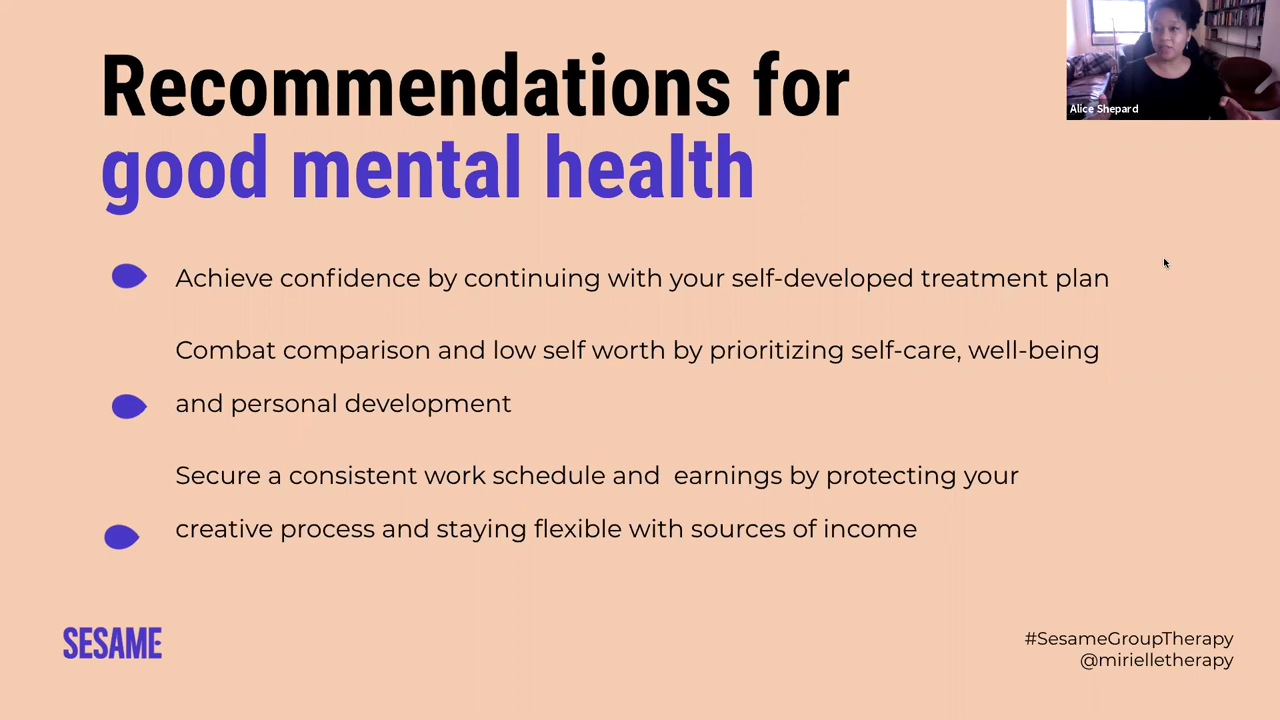 Recommendations for
good mental health
Alice Shepard
Achieve confidence by continuing with your self-developed treatment plan
Combat comparison and low self worth by prioritizing self-care, well-being
and personal development
Secure a consistent work schedule and  earnings by protecting your
creative process and staying flexible with sources of income
SESAME
#SesameGroupTherapy
@mirielletherapy